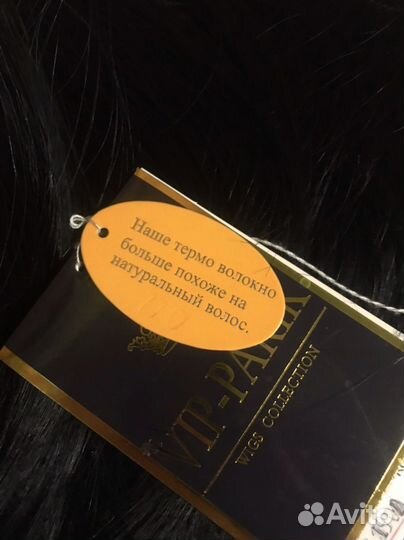 Наше термо волокно
больше похоже на
натуральный волос.
VIP-PARIK
WIGS COLLECTION
Avito